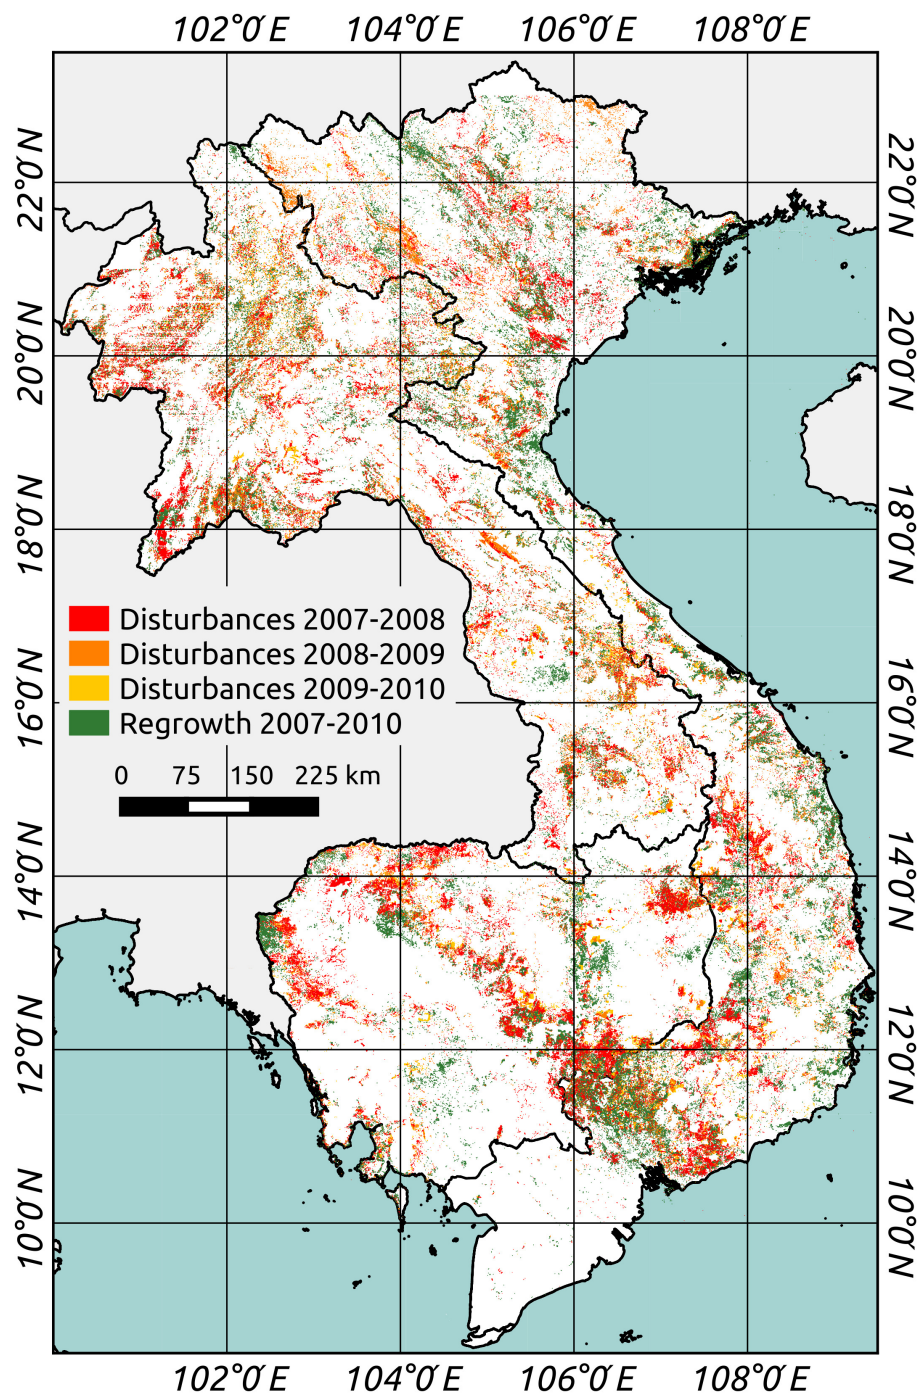 102°0′E 104°0′E 106°0′E 108°0′E
22°0′N 22°0′N
20°0′N 20°0′N
18°0′N 18°0′N
Disturbances 2007-2008
Disturbances 2008-2009
Disturbances 2009-2010
Regrowth 2007-2010
16°0′N 16°0′N
0 75 150 225 km
14°0′N 14°0′N
12°0′N 12°0′N
10°0′N 10°0′N
102°0′E 104°0′E 106°0′E 108°0′E